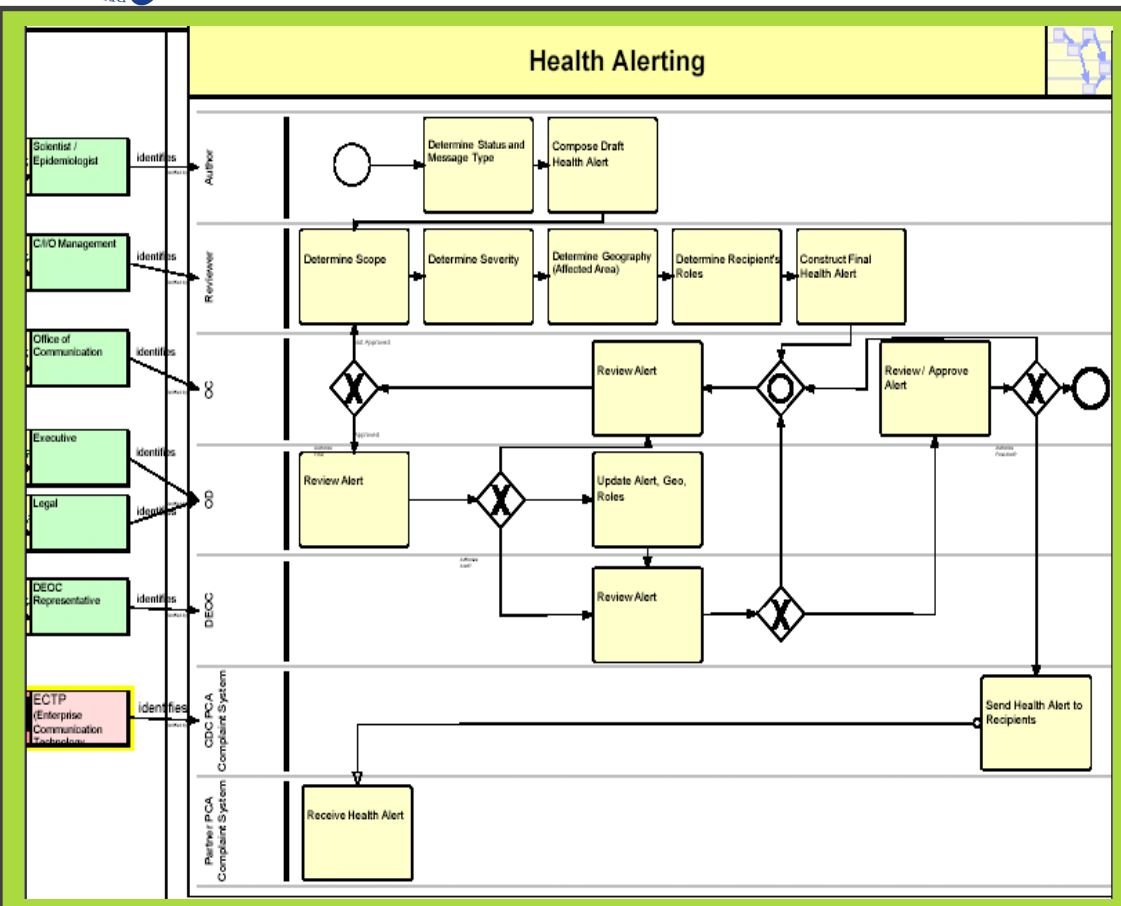 Health Alerting
Scientist /
Epidemiologist
identifies
Author
Determine Status and
Message Type
Compose Draft
Health Alert
C/I/O Management
identifies
Reviewer
Determine Scope
Determine Severity
Determine Geography
(Affected Area)
Determine Recipient's
Roles
Construct Final
Health Alert
Office of
Communication
identifies
OC
Approved
X
Review Alert
Review / Approve
Alert
X
Approved
Executive
identifies
Legal
identifies
OD
Review Alert
X
Update Alert, Geo,
Roles
DEOC
Representative
identifies
DEOC
Review Alert
X
ECTP
(Enterprise
Communication
Technology
identifies
CDC PCA
Complaint System
Send Health Alert to
Recipients
Partner PCA
Complaint System
Receive Health Alert